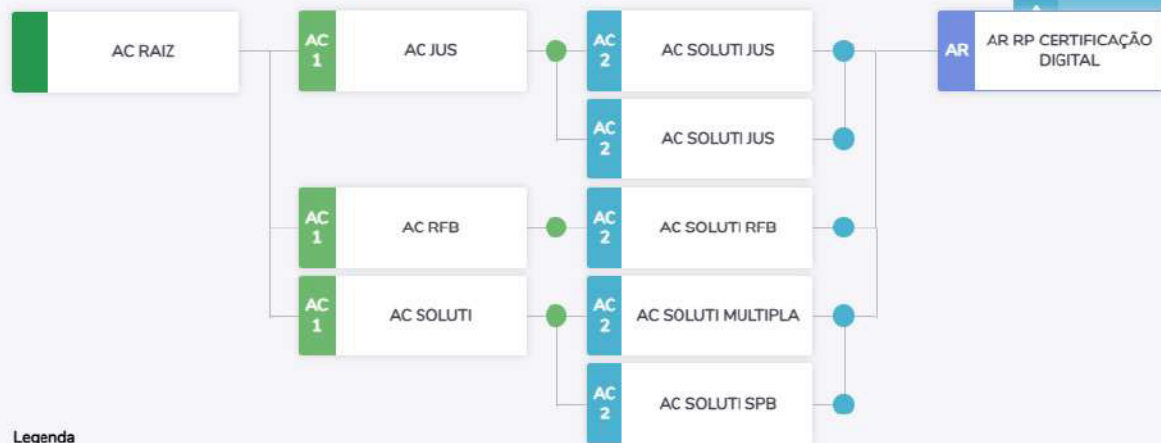 AC RAIZ
AC
1
AC JUS
AC
2
AC SOLUTI JUS
AR
AR RP CERTIFICAÇÃO
DIGITAL
AC
2
AC SOLUTI JUS
AC
1
AC RFB
AC
2
AC SOLUTI RFB
AC
1
AC SOLUTI
AC
2
AC SOLUTI MULTIPLA
AC
2
AC SOLUTI SPB
Legenda